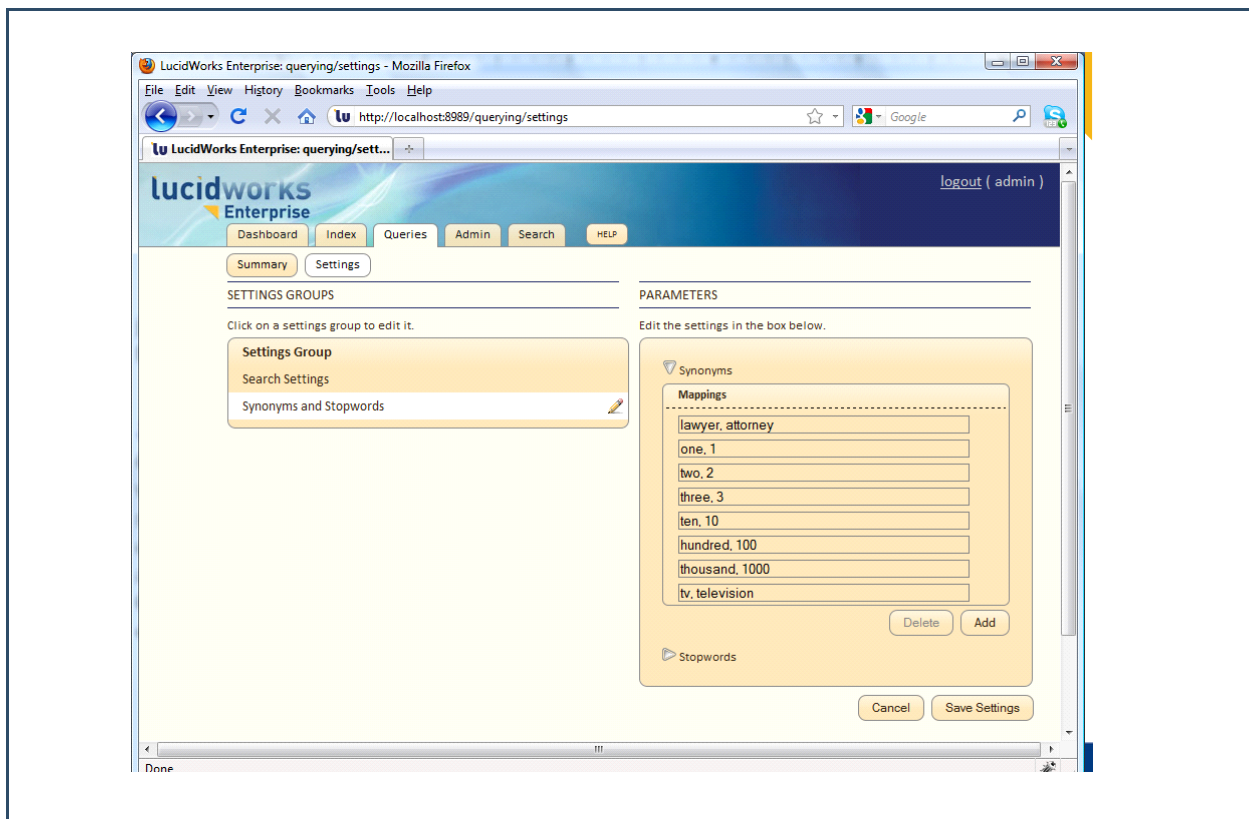 LucidWorks Enterprise: querying/settings - Mozilla Firefox
File Edit View History Bookmarks Tools Help
http://localhost:8989/querying/settings
Google
LucidWorks Enterprise: querying/sett...
lucidworks
Enterprise
logout ( admin )
Dashboard Index Queries Admin Search HELP
Summary Settings
SETTINGS GROUPS
Click on a settings group to edit it.
Settings Group
Search Settings
Synonyms and Stopwords
PARAMETERS
Edit the settings in the box below.
Synonyms
Mappings
lawyer, attorney
one, 1
two, 2
three, 3
ten, 10
hundred, 100
thousand, 1000
tv, television
Delete Add
Stopwords
Cancel Save Settings
Done